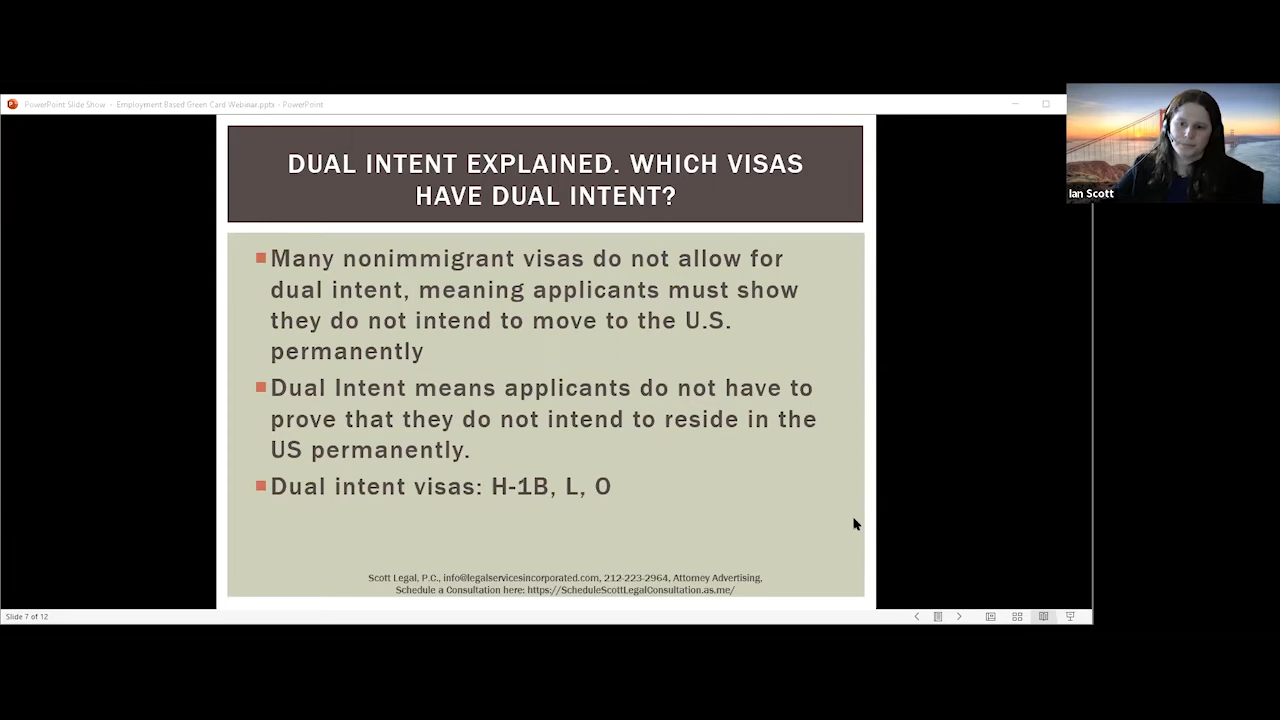 PowerPoint Slide Show - Employment Based Green Card Webinar.pptx - PowerPoint
DUAL INTENT EXPLAINED. WHICH VISAS
HAVE DUAL INTENT?
Many nonimmigrant visas do not allow for
dual intent, meaning applicants must show
they do not intend to move to the U.S.
permanently
Dual Intent means applicants do not have to
prove that they do not intend to reside in the
US permanently.
Dual intent visas: H-1B, L, O
Scott Legal, P.C., info@legalservicesincorporated.com, 212-223-2964, Attorney Advertising,
Schedule a Consultation here: https://ScheduleScottLegalConsultation.as.me/
Slide 7 of 12
Ian Scott